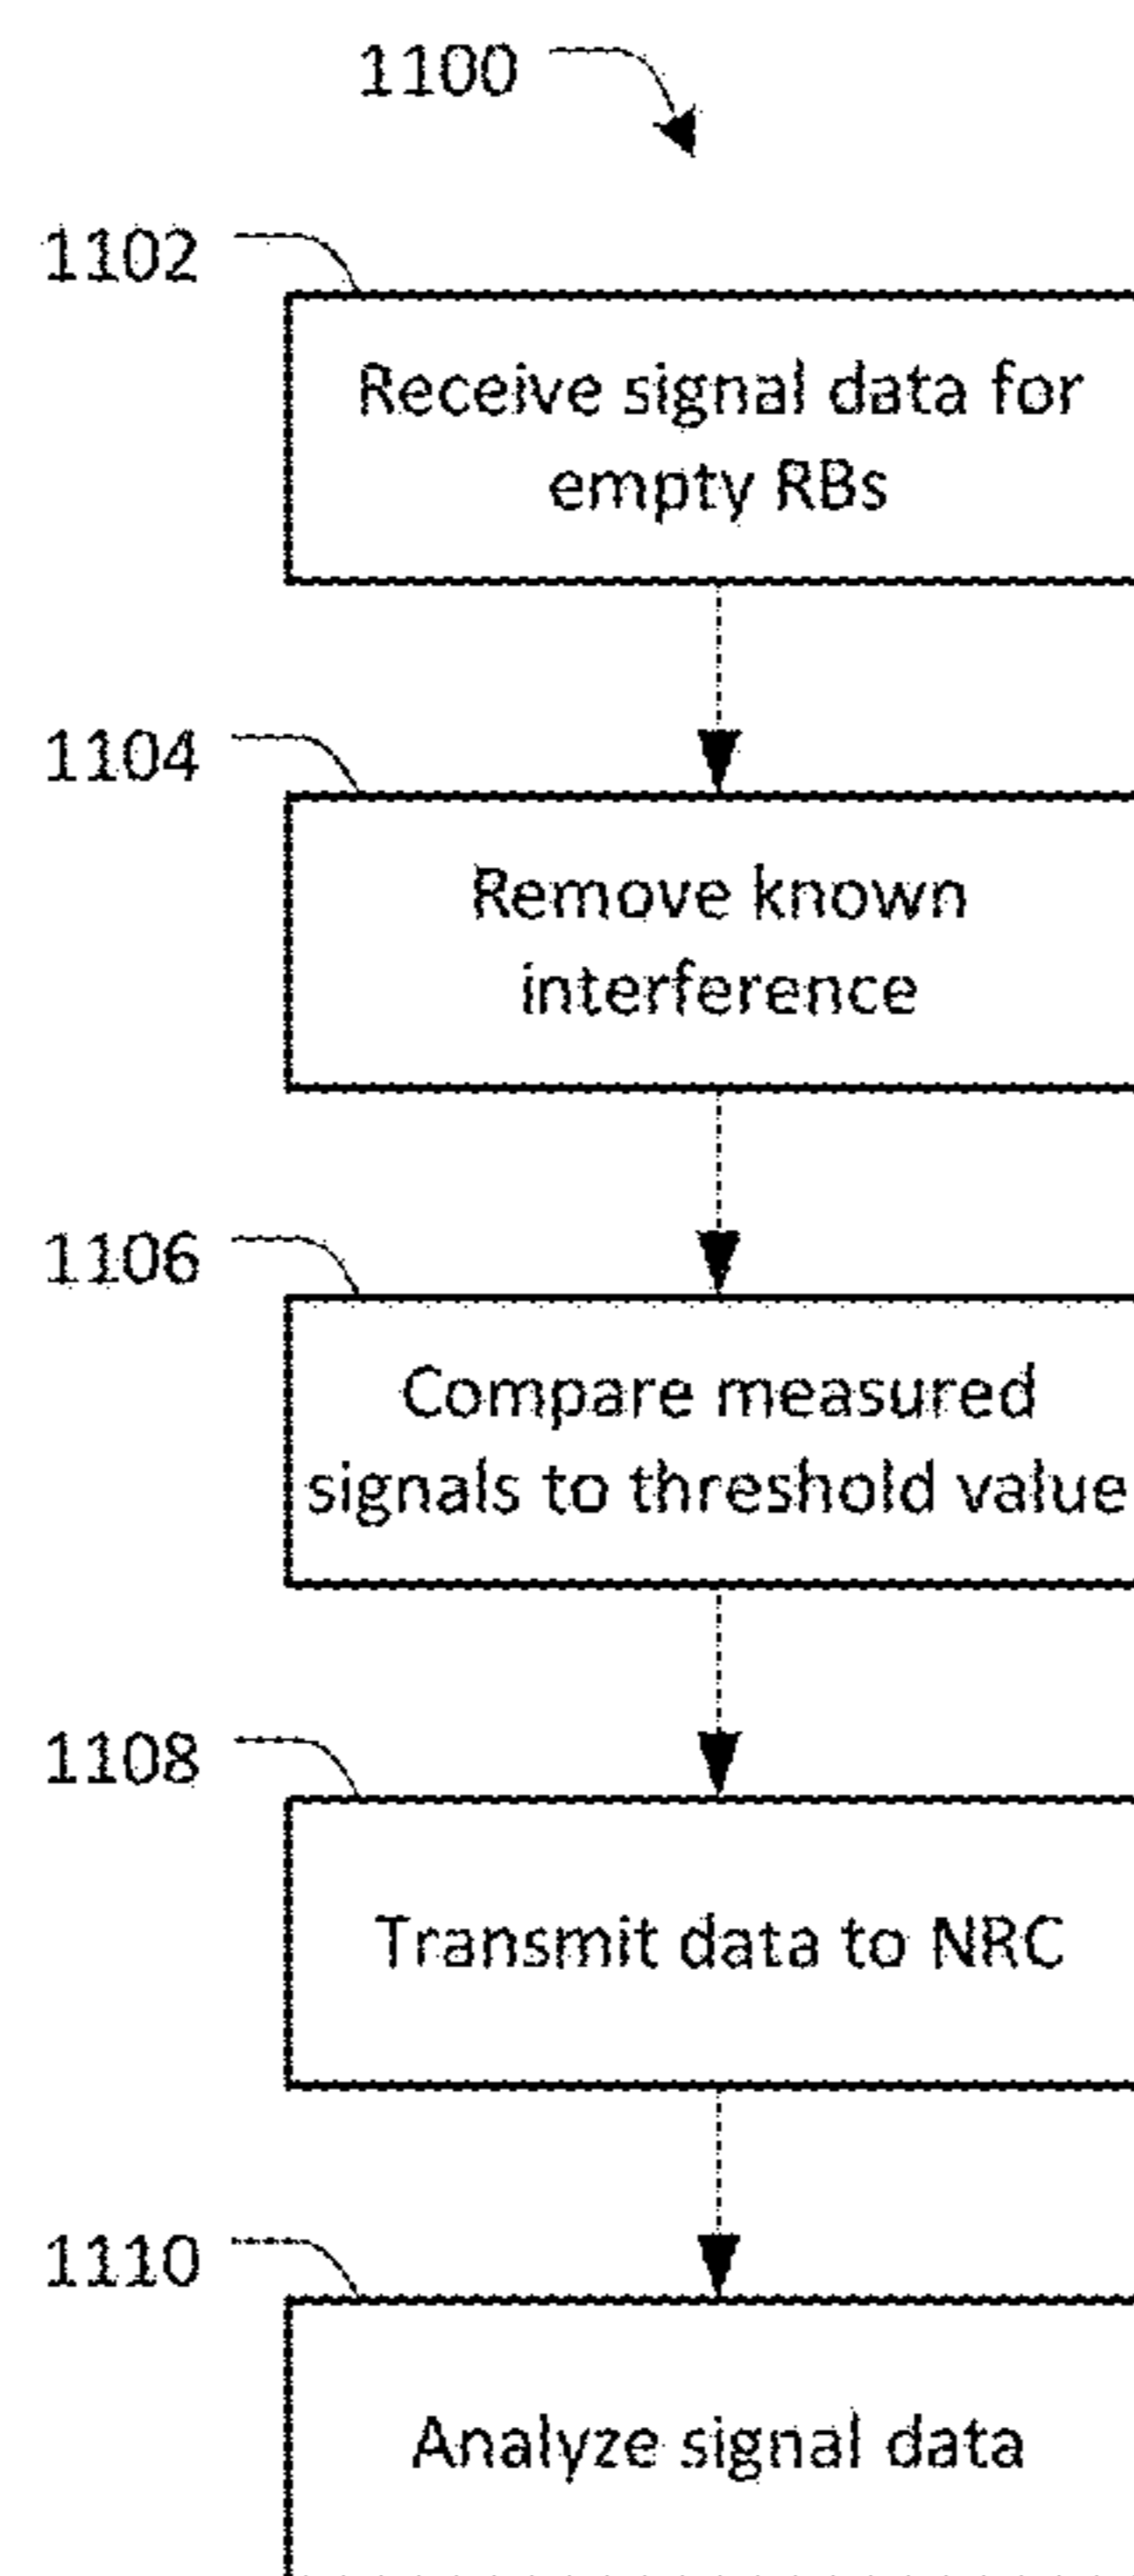 1100
1102
Receive signal data for
empty RBs
1104
Remove known
interference
1106
Compare measured
signals to threshold value
1108
Transmit data to NRC
1110
Analyze signal data